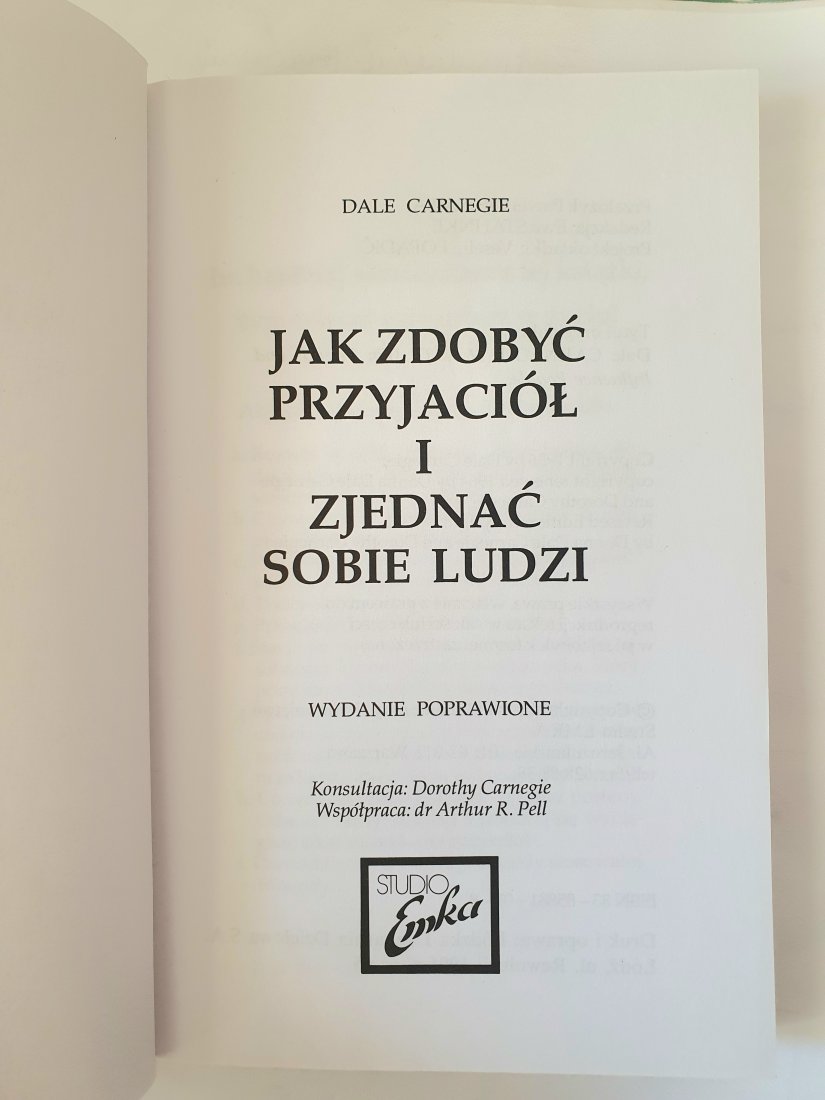 DALE CARNEGIE
JAK ZDOBYĆ
PRZYJACIÓŁ
I
ZJEDNAĆ
SOBIE LUDZI
WYDANIE POPRAWIONE
Konsultacja: Dorothy Carnegie
Współpraca: dr Arthur R. Pell
STUDIO
Emka